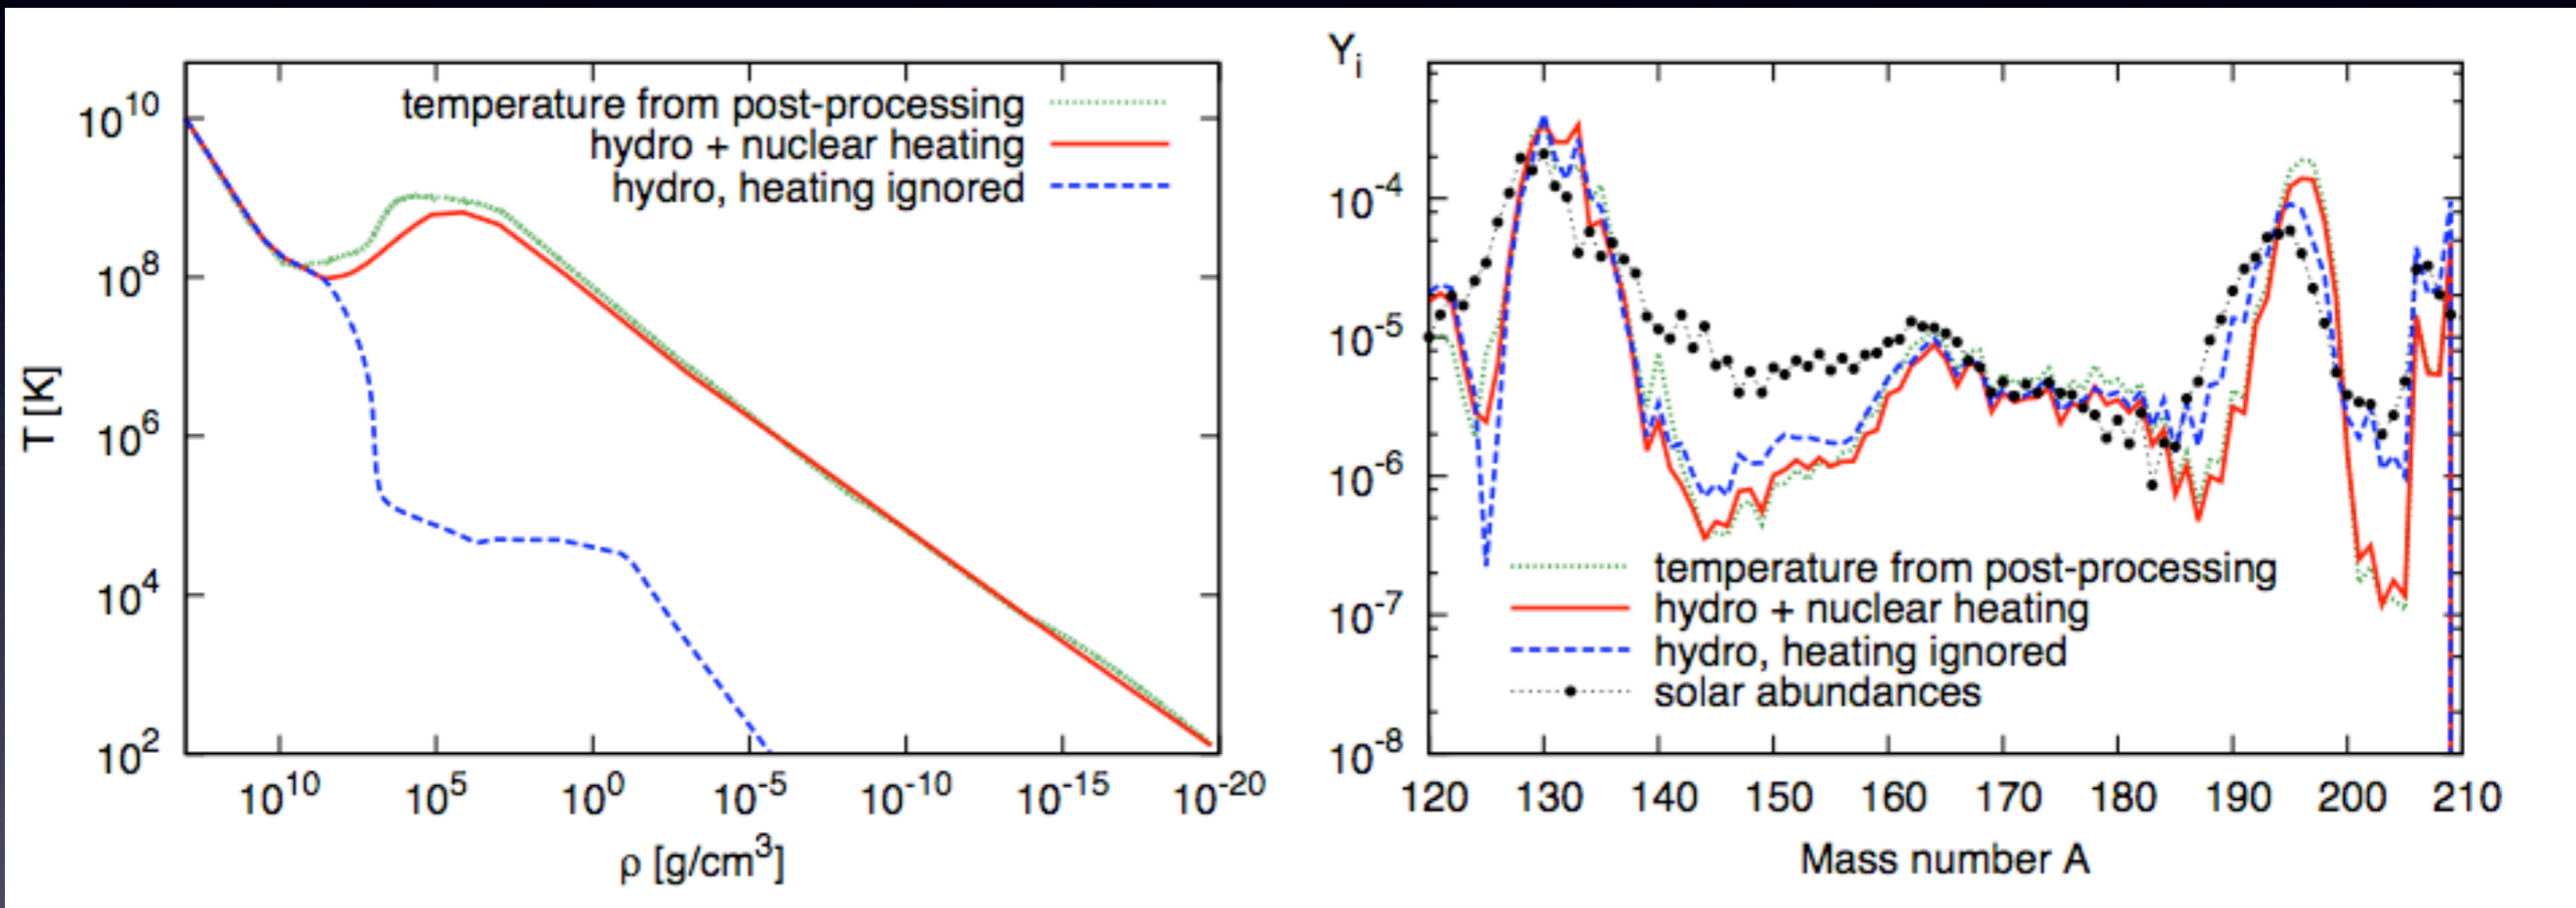 temperature from post-processing
hydro + nuclear heating
hydro, heating ignored
10^10
10^8
10^6
10^4
10^2
T [K]
10^10 10^5 10^0 10^-5 10^-10 10^-15 10^-20
ρ [g/cm^3]
Y_i
10^-4
10^-5
10^-6
10^-7
10^-8
temperature from post-processing
hydro + nuclear heating
hydro, heating ignored
solar abundances
120 130 140 150 160 170 180 190 200 210
Mass number A